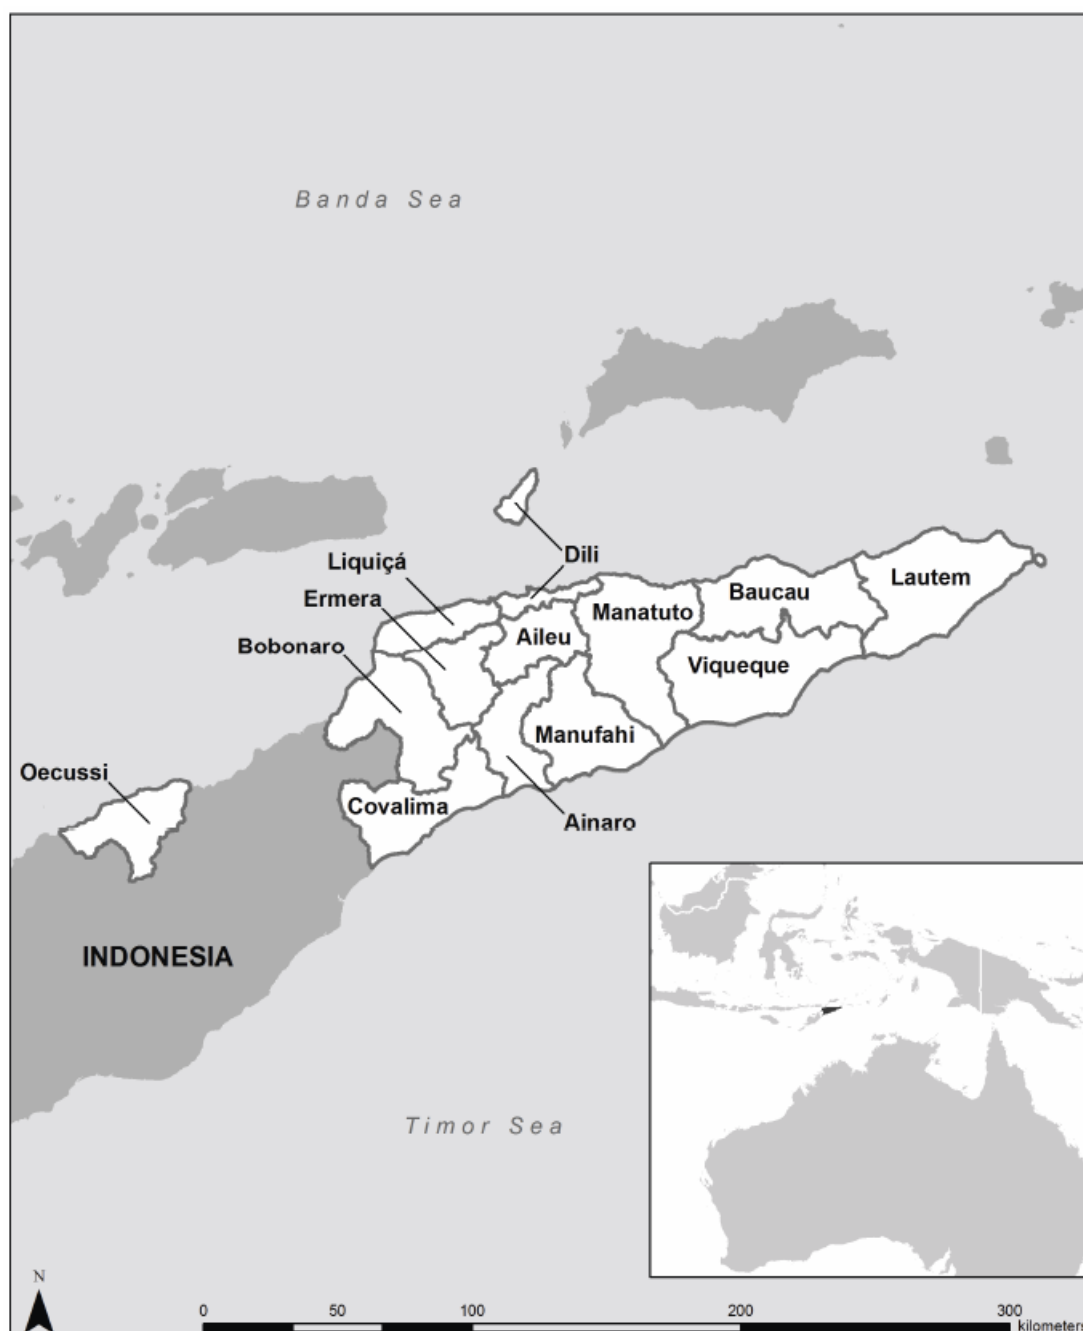 Banda Sea
Dili
Liquiçá
Ermera
Bobonaro
Oecussi
Aileu
Manatuto
Baucau
Lautem
Viqueque
Manufahi
Covalima
Ainaro
INDONESIA
Timor Sea
N
0 50 100 200 300
kilometers